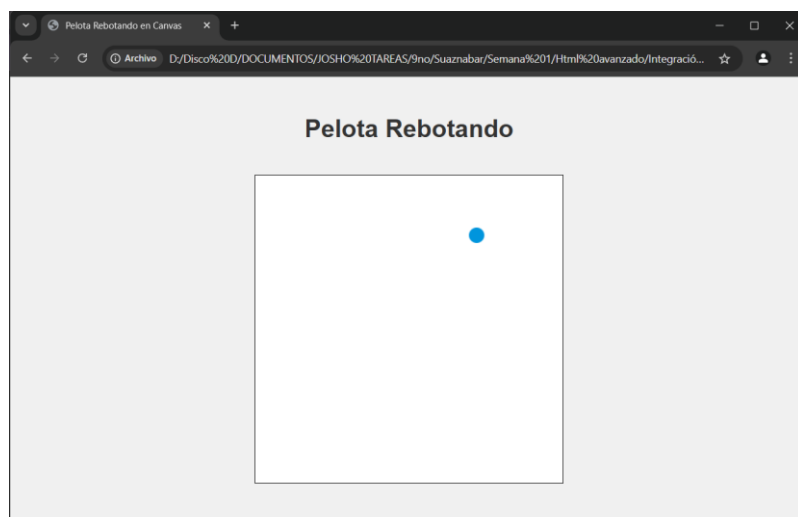 Pelota Rebotando en Canvas
Archivo D:/Disco%20D/DOCUMENTOS/JOSHO%20TAREAS/9no/Suaznabar/Semana%201/Html%20avanzado/Integració...
Pelota Rebotando